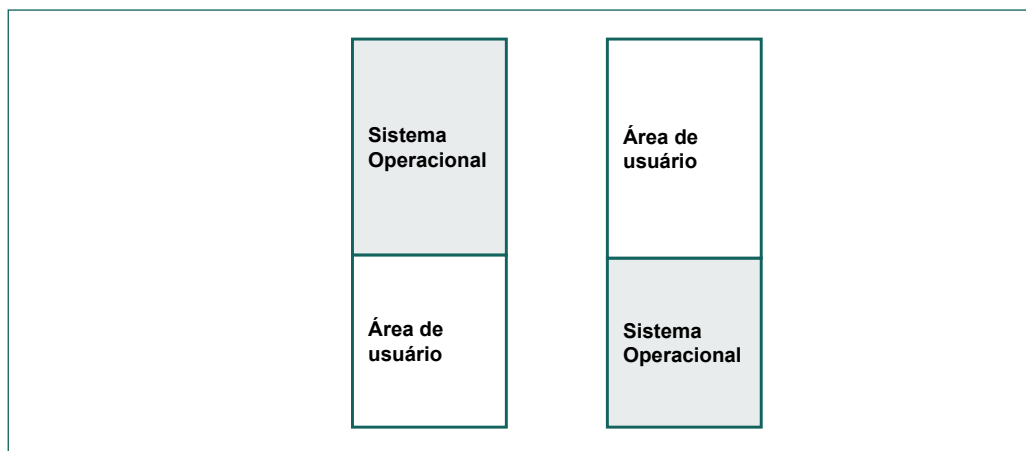 Sistema
Operacional
Área de
usuário
Área de
usuário
Sistema
Operacional